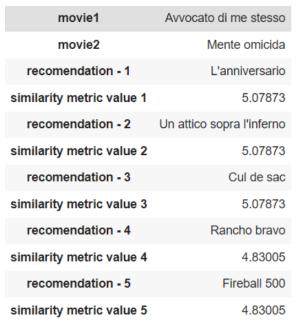 movie1 Avvocato di me stesso
movie2 Mente omicida
recomendation - 1 L'anniversario
similarity metric value 1 5.07873
recomendation - 2 Un attico sopra l'inferno
similarity metric value 2 5.07873
recomendation - 3 Cul de sac
similarity metric value 3 5.07873
recomendation - 4 Rancho bravo
similarity metric value 4 4.83005
recomendation - 5 Fireball 500
similarity metric value 5 4.83005